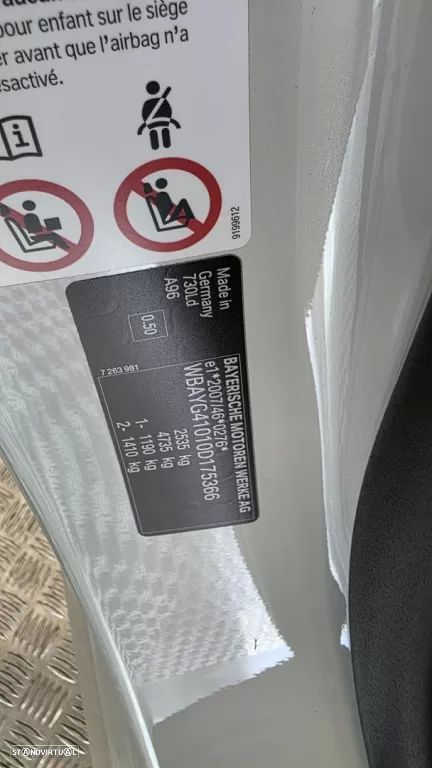 pour enfant sur le siège
er avant que l'airbag n'a
ésactivé.
9199612
Made in
Germany
730Ld
A96
0.50
7 263 981
BAYERISCHE MOTOREN WERKE AG
e1*2007/46*0276*
WBAYG41010D175366
2535 kg
4735 kg
1- 1190 kg
2- 1410 kg
STANDVIRTUAL